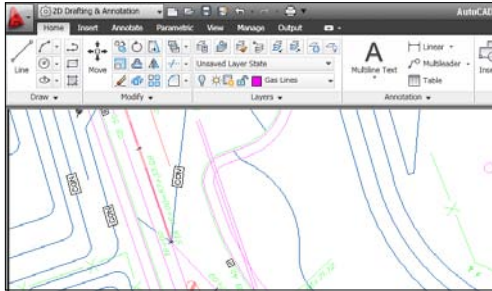 2D Drafting & Annotation
AutoCAD
Home Insert Annotate Parametric View Manage Output
Line
Move
Unsaved Layer State
Gas Lines
Multiline Text
Linear
Multileader
Table
Inse
Draw Modify Layers Annotation